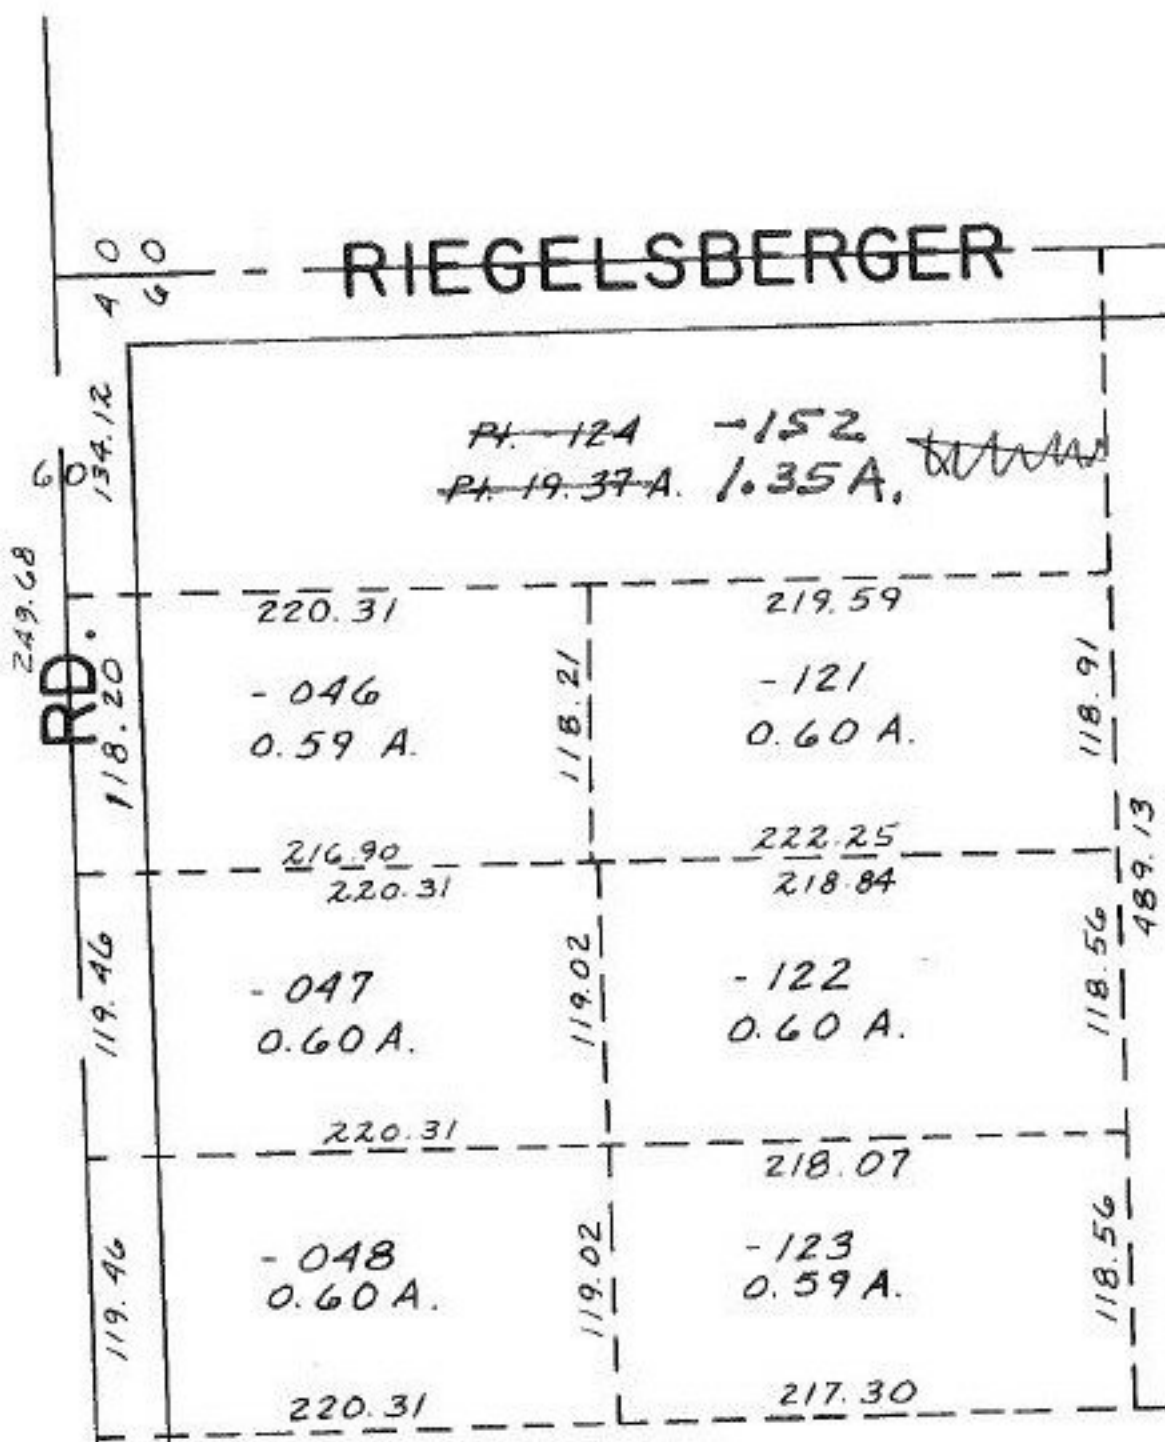 40 60
RIEGELSBERGER
134.12
Pt. -124 -152
Pt. 19.37 A. 1.35 A.
60
249.68
RD.
220.31 219.59
118.20 118.21 118.91
- 046 - 121
0.59 A. 0.60 A.
216.90 222.25
220.31 218.84
489.13
119.46 119.02 118.56
- 047 - 122
0.60 A. 0.60 A.
220.31 218.07
119.46 119.02 118.56
- 048 - 123
0.60 A. 0.59 A.
220.31 217.30